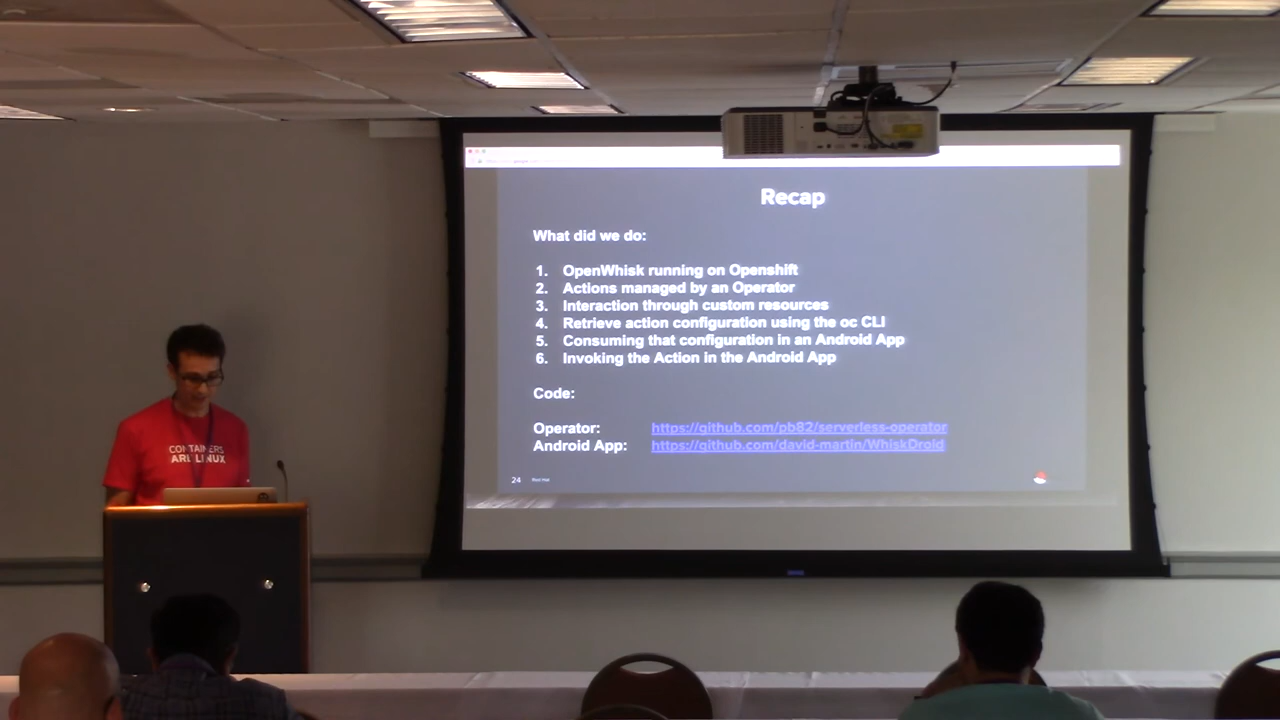 Recap
What did we do:
1. OpenWhisk running on Openshift
2. Actions managed by an Operator
3. Interaction through custom resources
4. Retrieve action configuration using the oc CLI
5. Consuming that configuration in an Android App
6. Invoking the Action in the Android App
Code:
Operator: https://github.com/pb82/serverless-operator
Android App: https://github.com/david-martin/WhiskDroid
24 Red Hat
CONTAINERS
ARE LINUX